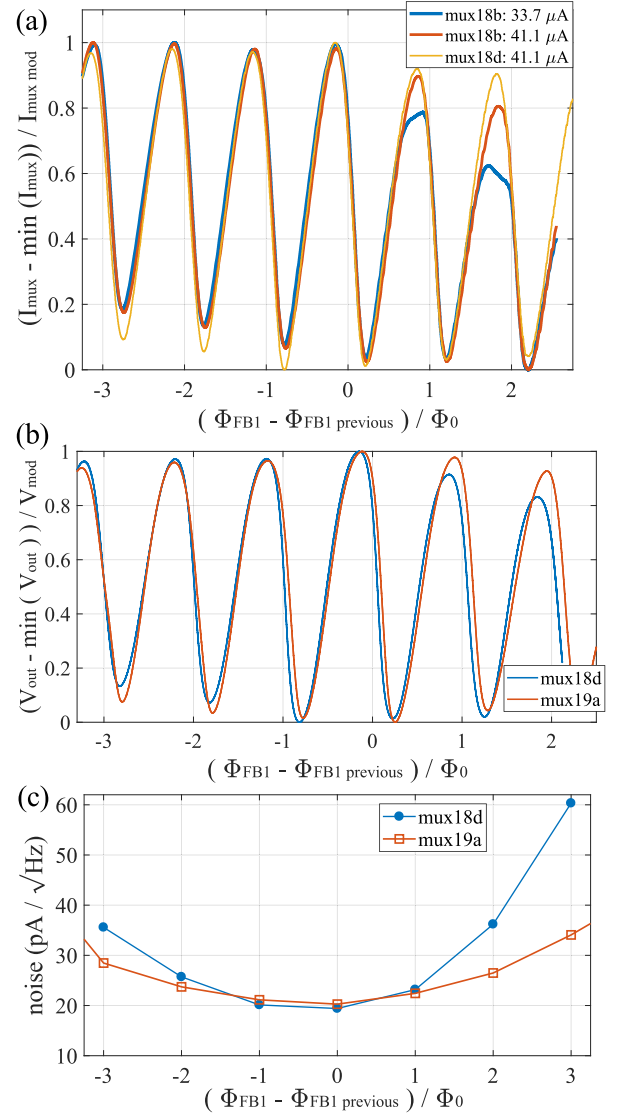 (a)
mux18b: 33.7 μA
mux18b: 41.1 μA
mux18d: 41.1 μA
(Imux - min (Imux)) / Imux mod
1
0.8
0.6
0.4
0.2
0
-3 -2 -1 0 1 2
( ΦFB1 - ΦFB1 previous ) / Φ0
(b)
(Vout - min ( Vout ) ) / Vmod
1
0.8
0.6
0.4
0.2
0
mux18d
mux19a
-3 -2 -1 0 1 2
( ΦFB1 - ΦFB1 previous ) / Φ0
(c)
noise (pA / √Hz)
60
50
40
30
20
10
mux18d
mux19a
-3 -2 -1 0 1 2 3
( ΦFB1 - ΦFB1 previous ) / Φ0